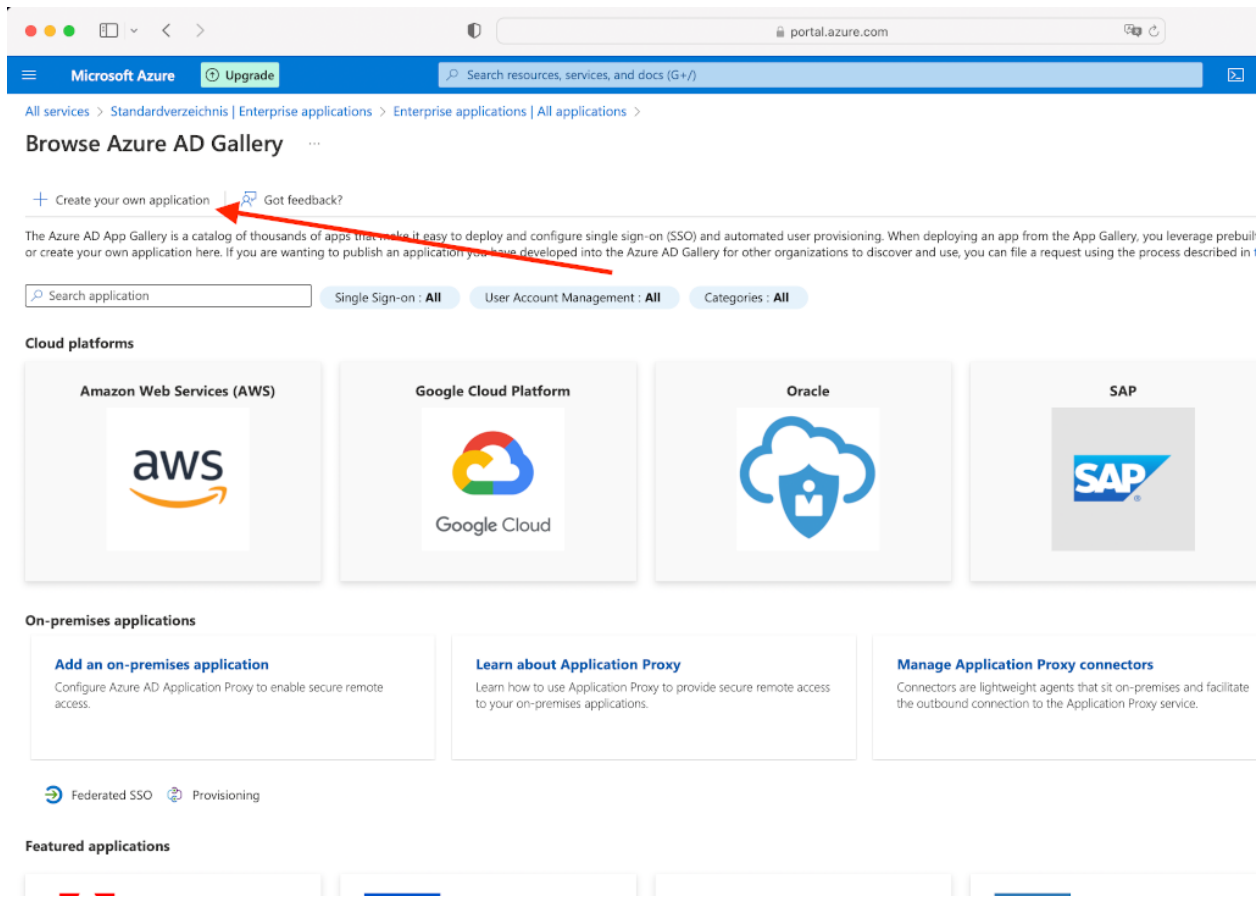 portal.azure.com
Microsoft Azure
Upgrade
Search resources, services, and docs (G+/)
All services > Standardverzeichnis | Enterprise applications > Enterprise applications | All applications >
Browse Azure AD Gallery ...
+ Create your own application
Got feedback?
The Azure AD App Gallery is a catalog of thousands of apps that make it easy to deploy and configure single sign-on (SSO) and automated user provisioning. When deploying an app from the App Gallery, you leverage prebuilt
or create your own application here. If you are wanting to publish an application you have developed into the Azure AD Gallery for other organizations to discover and use, you can file a request using the process described in
Search application
Single Sign-on : All
User Account Management : All
Categories : All
Cloud platforms
Amazon Web Services (AWS)
Google Cloud Platform
Oracle
SAP
aws
Google Cloud
SAP
On-premises applications
Add an on-premises application
Configure Azure AD Application Proxy to enable secure remote
access.
Learn about Application Proxy
Learn how to use Application Proxy to provide secure remote access
to your on-premises applications.
Manage Application Proxy connectors
Connectors are lightweight agents that sit on-premises and facilitate
the outbound connection to the Application Proxy service.
Federated SSO
Provisioning
Featured applications